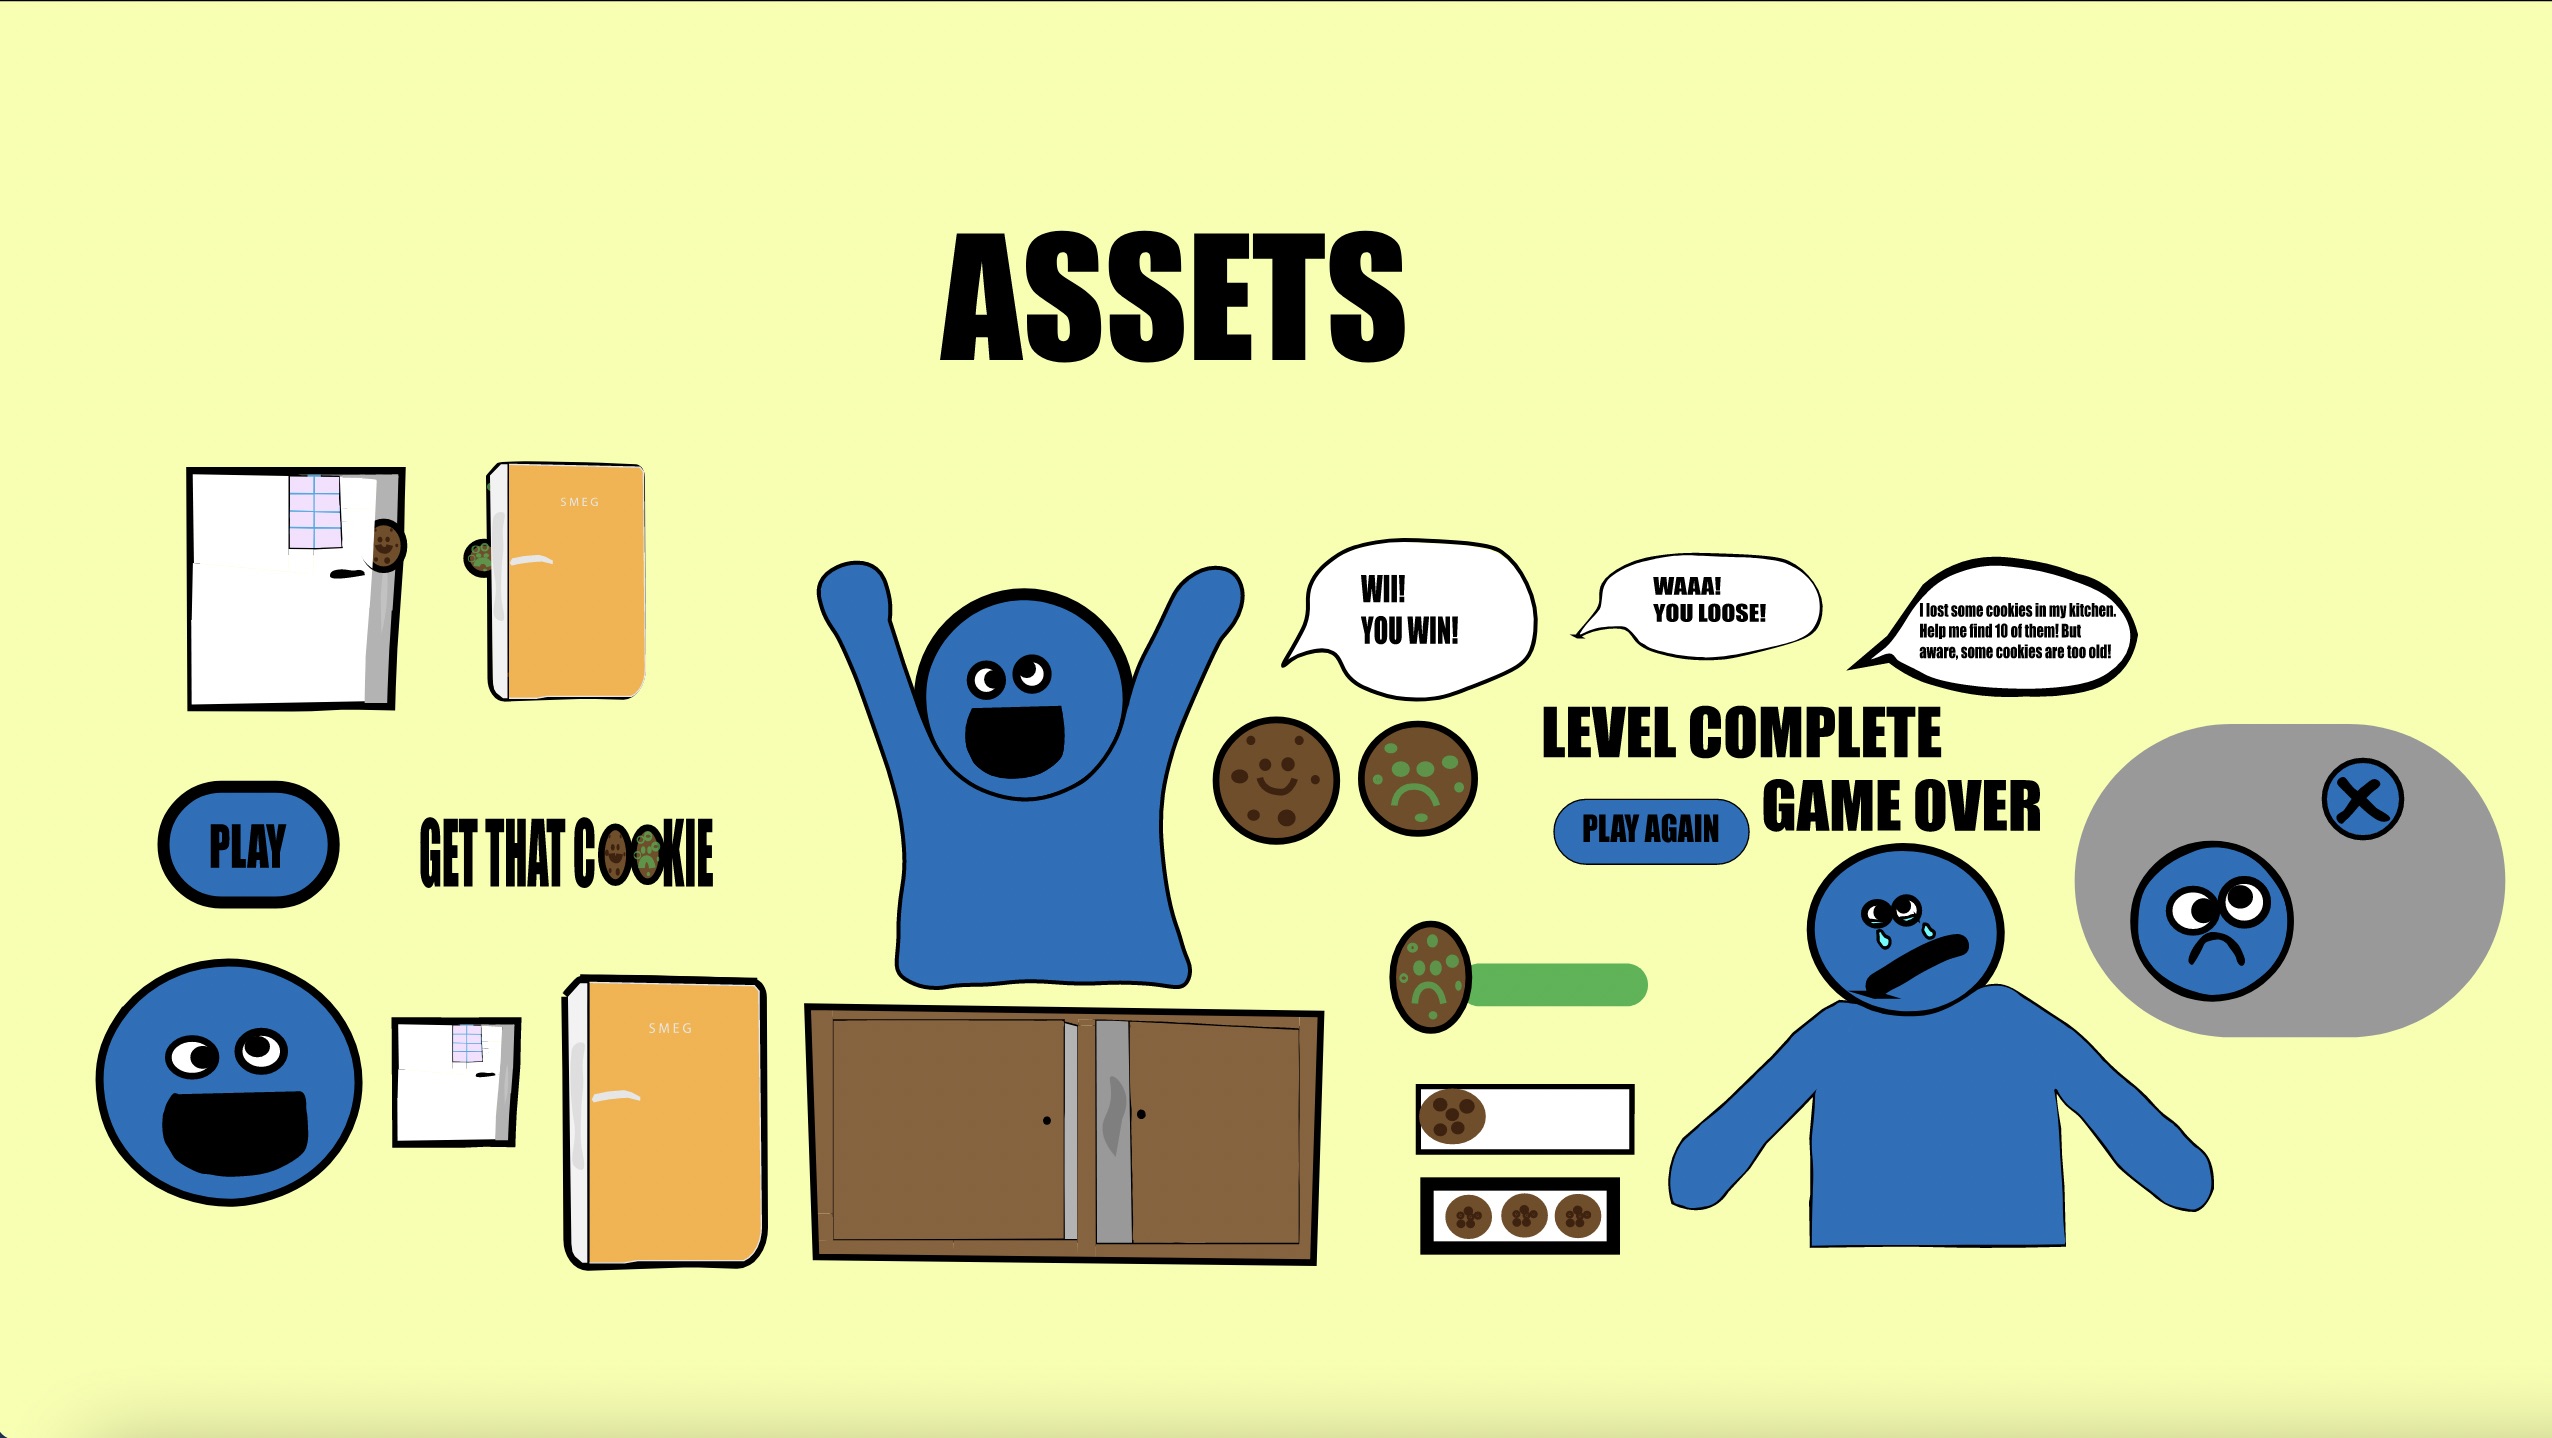 ASSETS
SMEG
WII!
YOU WIN!
WAAA!
YOU LOOSE!
I lost some cookies in my kitchen.
Help me find 10 of them! But
aware, some cookies are too old!
LEVEL COMPLETE
GAME OVER
PLAY AGAIN
PLAY
GET THAT COOKIE
SMEG